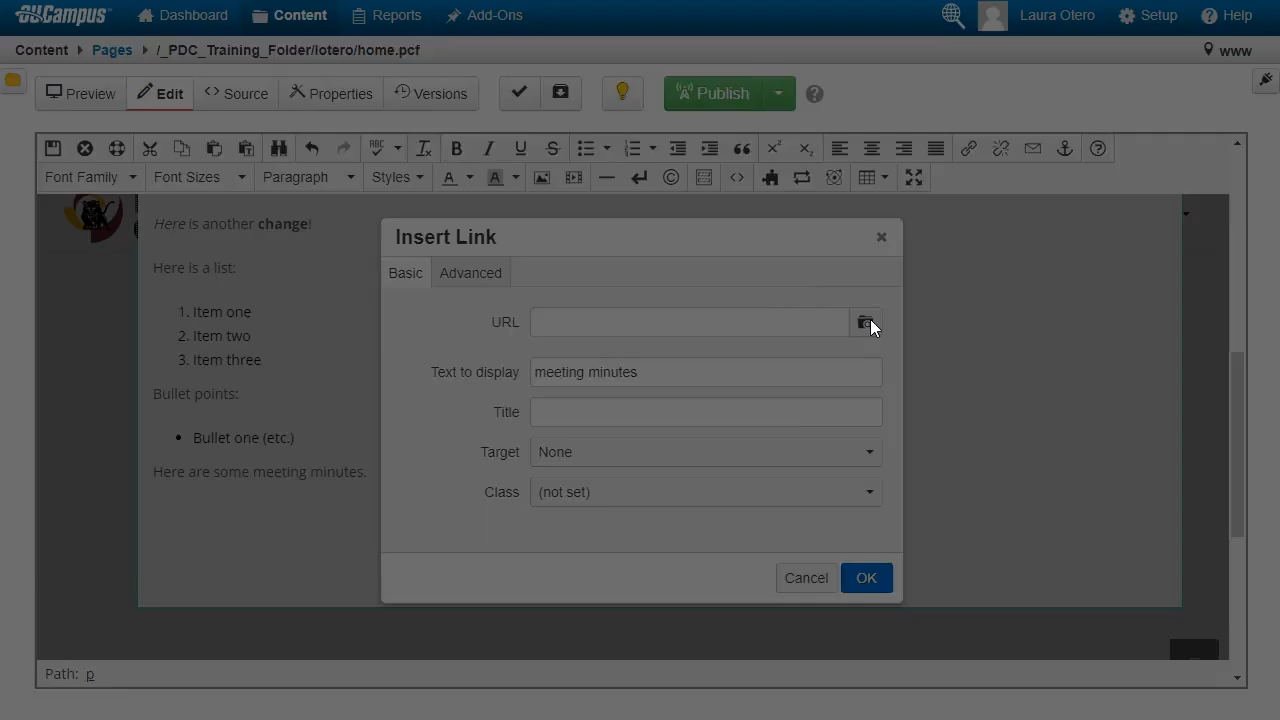 OUCampus Dashboard Content Reports Add-Ons Laura Otero Setup Help
Content Pages /_PDC_Training_Folder/lotero/home.pcf www
Preview Edit Source Properties Versions Publish
ABC B I U S
Font Family Font Sizes Paragraph Styles A A
Here is another change!
Here is a list:
1. Item one
2. Item two
3. Item three
Bullet points:
• Bullet one (etc.)
Here are some meeting minutes.
Insert Link
Basic Advanced
URL
Text to display meeting minutes
Title
Target None
Class (not set)
Cancel OK
Path: p